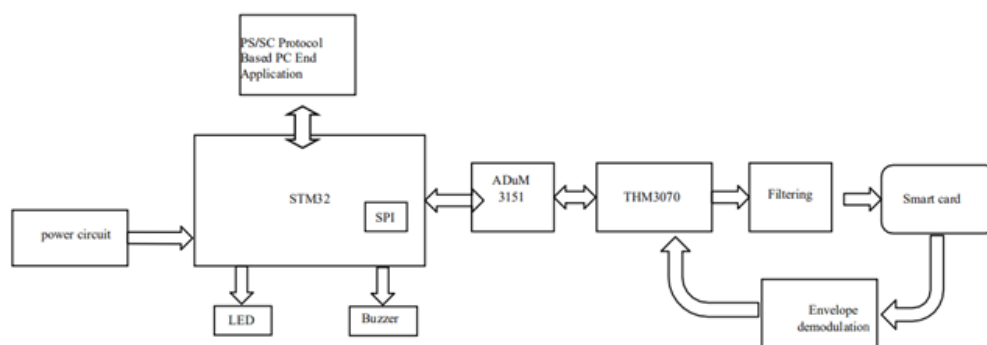 PS/SC Protocol
Based PC End
Application
STM32
SPI
ADuM
3151
THM3070
Filtering
Smart card
power circuit
LED
Buzzer
Envelope
demodulation